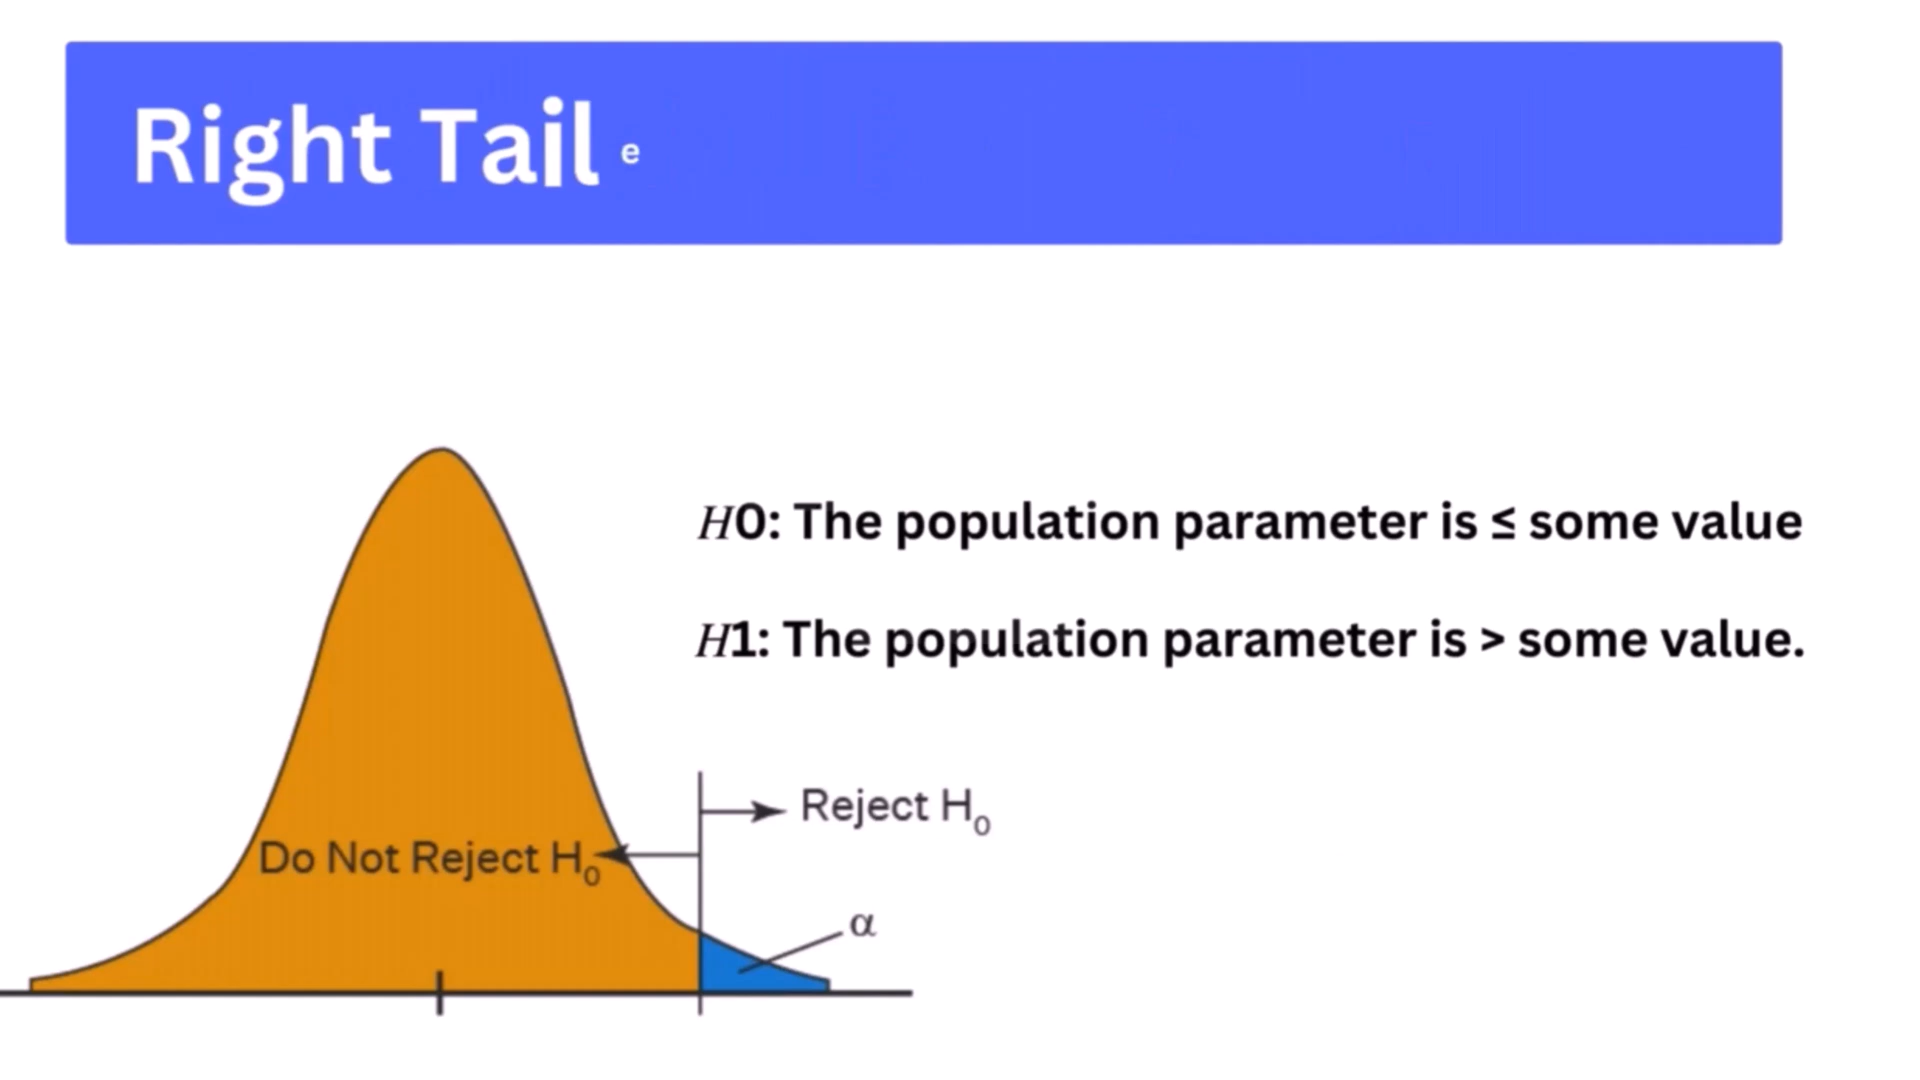 Right Tail e
H0: The population parameter is ≤ some value
H1: The population parameter is > some value.
Reject H₀
Do Not Reject H₀
α